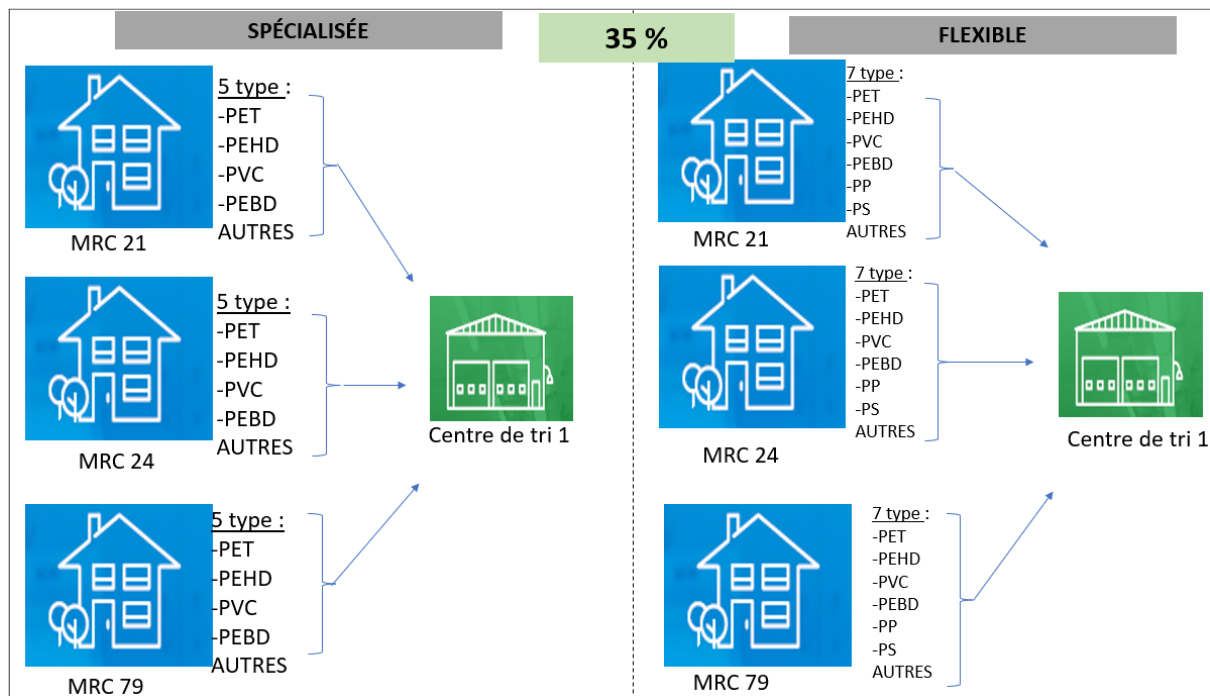 SPÉCIALISÉE
35 %
FLEXIBLE
5 type :
-PET
-PEHD
-PVC
-PEBD
AUTRES
MRC 21
5 type :
-PET
-PEHD
-PVC
-PEBD
AUTRES
MRC 24
5 type :
-PET
-PEHD
-PVC
-PEBD
AUTRES
MRC 79
Centre de tri 1
7 type :
-PET
-PEHD
-PVC
-PEBD
-PP
-PS
AUTRES
MRC 21
7 type :
-PET
-PEHD
-PVC
-PEBD
-PP
-PS
AUTRES
MRC 24
7 type :
-PET
-PEHD
-PVC
-PEBD
-PP
-PS
AUTRES
MRC 79
Centre de tri 1